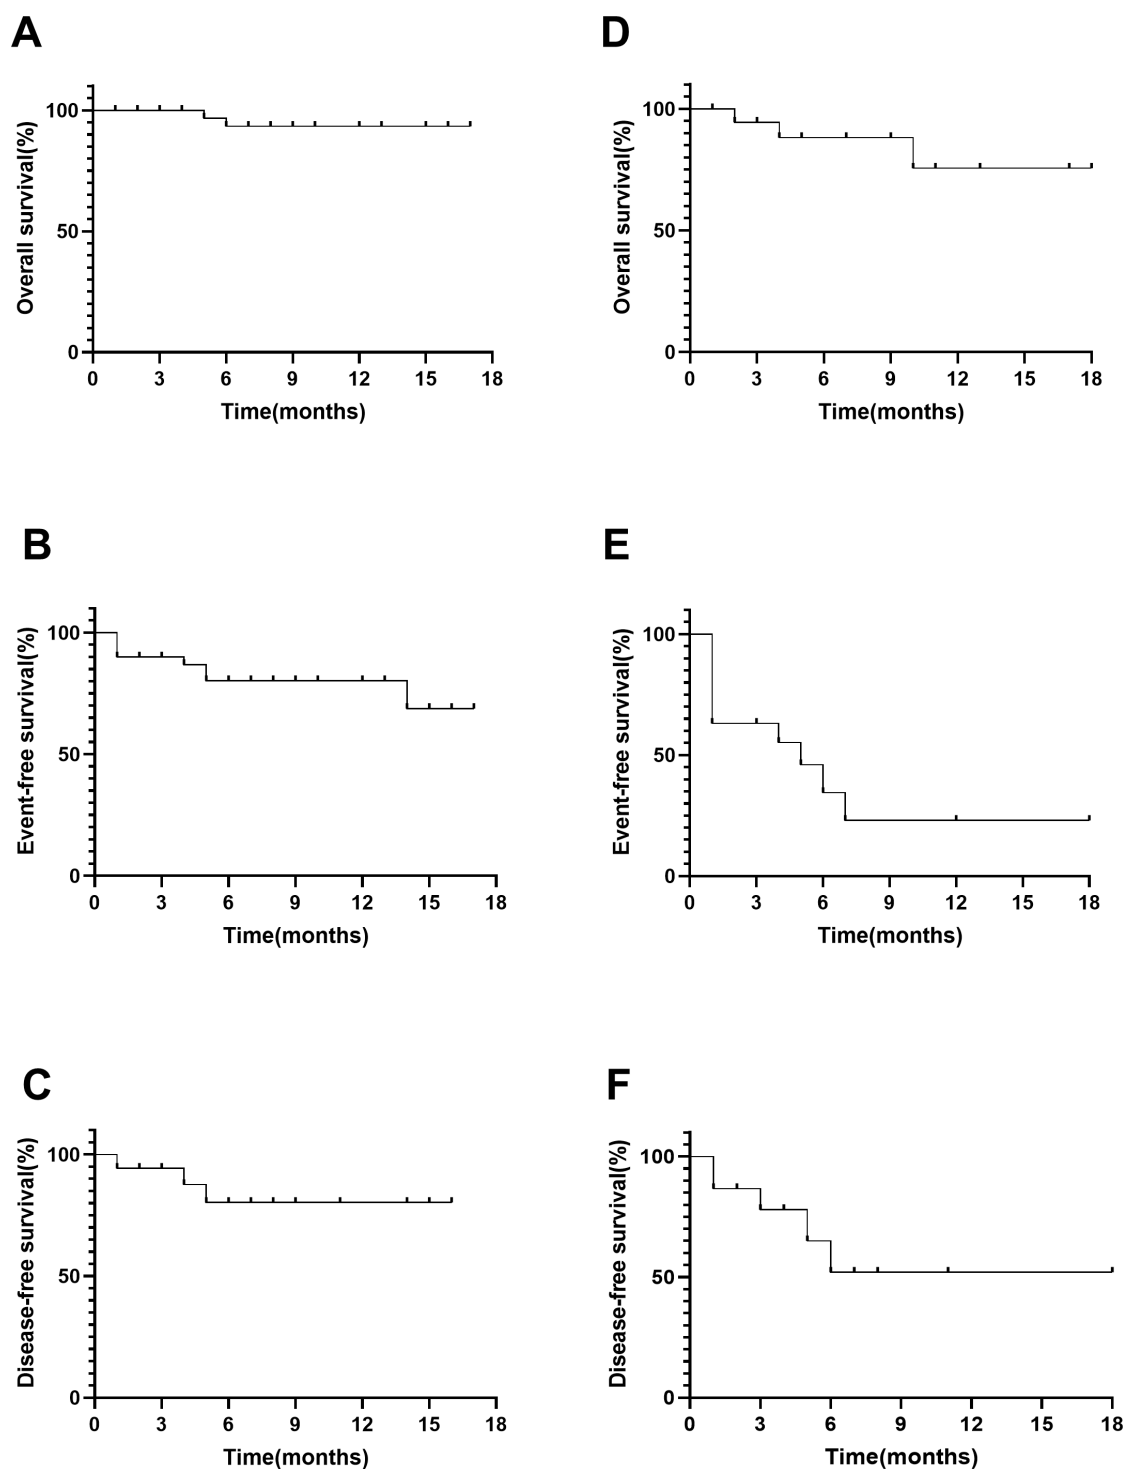 A
Overall survival(%)
100
50
0
0 3 6 9 12 15 18
Time(months)
D
Overall survival(%)
100
50
0
0 3 6 9 12 15 18
Time(months)
B
Event-free survival(%)
100
50
0
0 3 6 9 12 15 18
Time(months)
E
Event-free survival(%)
100
50
0
0 3 6 9 12 15 18
Time(months)
C
Disease-free survival(%)
100
50
0
0 3 6 9 12 15 18
Time(months)
F
Disease-free survival(%)
100
50
0
0 3 6 9 12 15 18
Time(months)